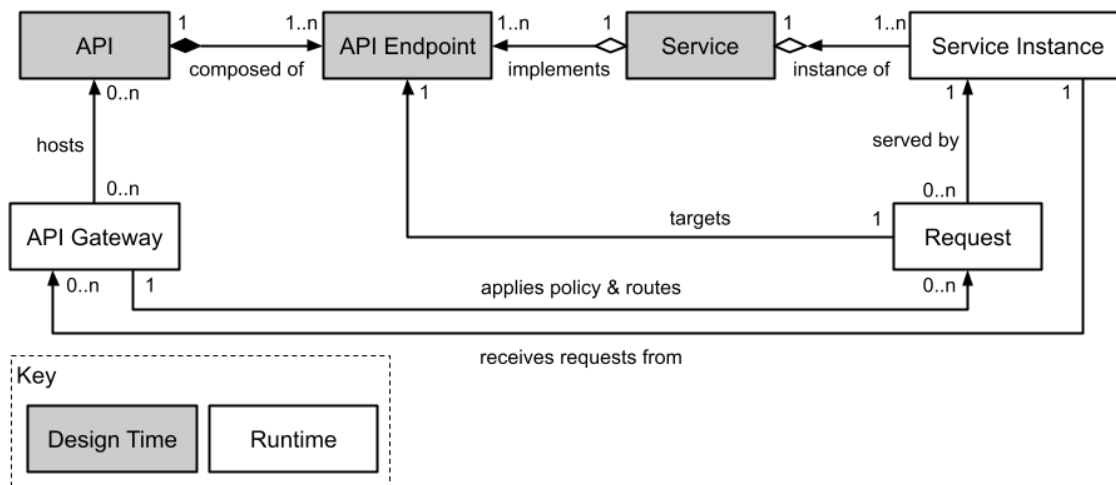 1
1..n
1..n
1
1
1..n
API
API Endpoint
Service
Service Instance
composed of
implements
instance of
0..n
1
1
1
hosts
served by
0..n
0..n
targets
1
API Gateway
Request
0..n
1
applies policy & routes
0..n
receives requests from
Key
Design Time
Runtime